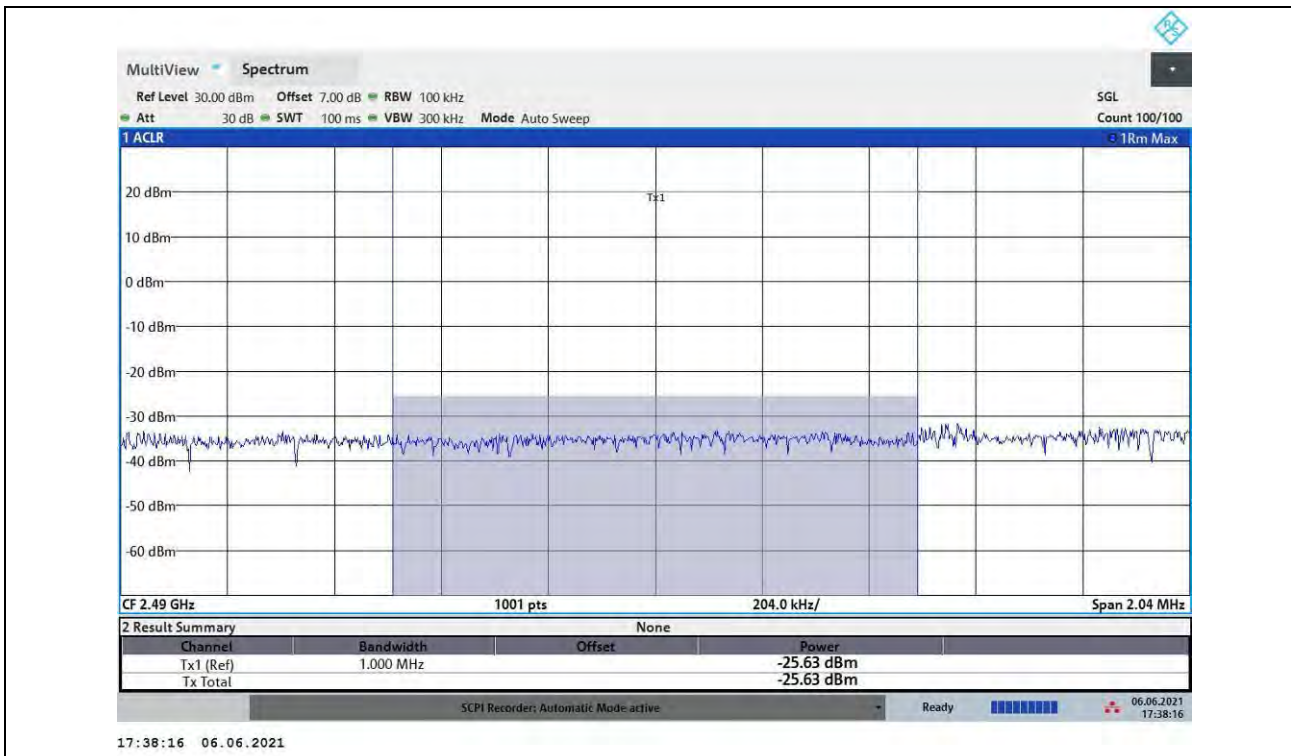 R S
MultiView Spectrum
Ref Level 30.00 dBm Offset 7.00 dB RBW 100 kHz SGL
Att 30 dB SWT 100 ms VBW 300 kHz Mode Auto Sweep Count 100/100
1 ACLR 1Rm Max
Tx1
20 dBm
10 dBm
0 dBm
-10 dBm
-20 dBm
-30 dBm
-40 dBm
-50 dBm
-60 dBm
CF 2.49 GHz 1001 pts 204.0 kHz/ Span 2.04 MHz
2 Result Summary None
Channel Bandwidth Offset Power
Tx1 (Ref) 1.000 MHz -25.63 dBm
Tx Total -25.63 dBm
SCPI Recorder: Automatic Mode active Ready 06.06.2021
17:38:16
17:38:16 06.06.2021